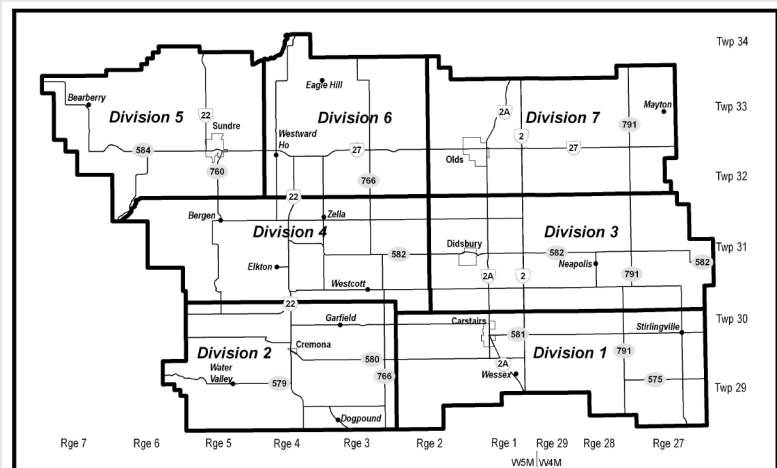 Twp 34
Eagle Hill
Bearberry
Division 5
Division 6
Division 7
Mayton
Twp 33
22
2A
2
791
Sundre
Westward
Ho
584
27
27
Olds
760
766
Twp 32
22
Bergen
Zella
Division 4
Division 3
Didsbury
Twp 31
582
582
582
Elkton
Neapolis
2A
2
791
Westcott
22
Garfield
Carstairs
Twp 30
581
Stirlingville
Division 2
Cremona
580
2A
Division 1
791
Water
Valley
579
766
Wessex
575
Twp 29
Dogpound
Rge 7
Rge 6
Rge 5
Rge 4
Rge 3
Rge 2
Rge 1
Rge 29
Rge 28
Rge 27
W5M
W4M